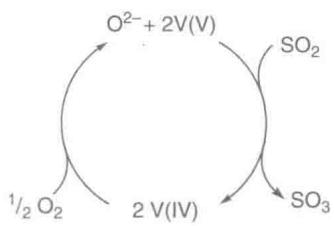 O²⁻ + 2V(V)
SO₂
½ O₂
2 V(IV)
SO₃